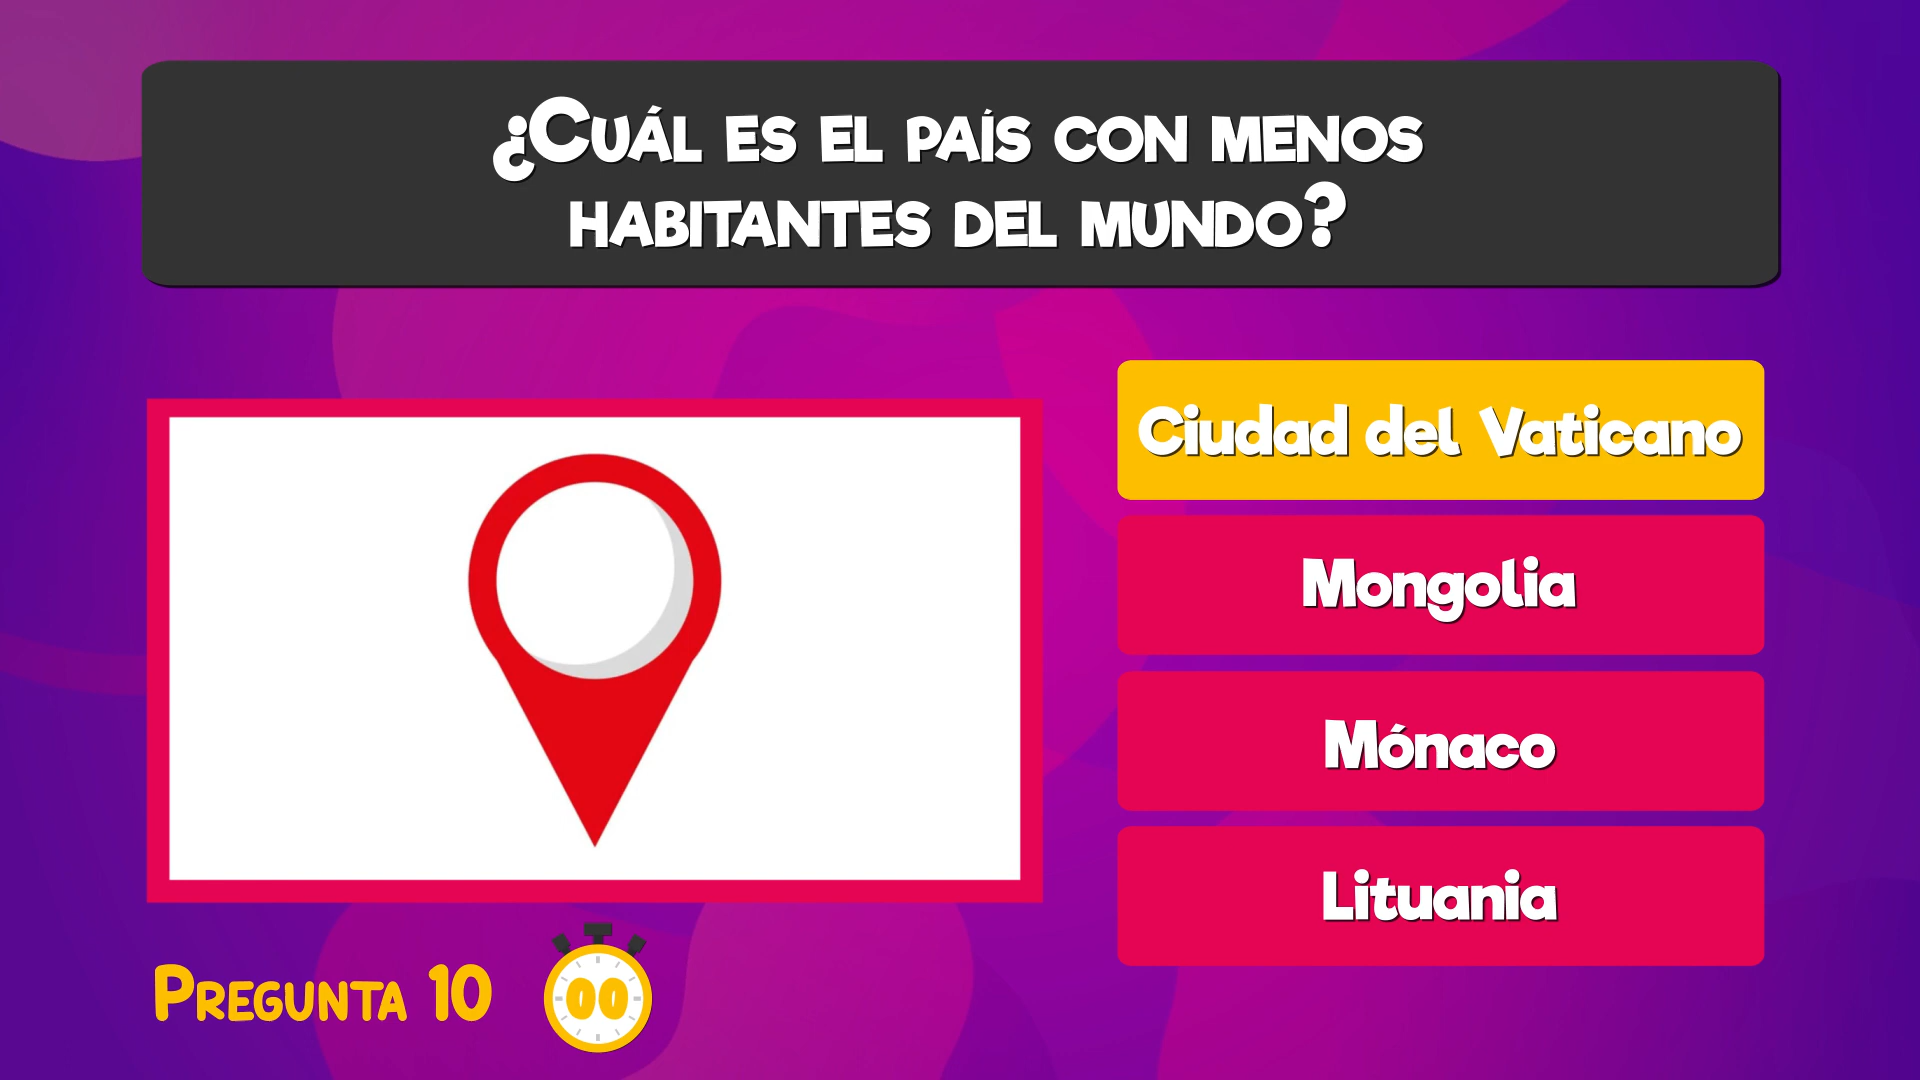 ¿Cuál es el país con menos
habitantes del mundo?
Ciudad del Vaticano
Mongolia
Mónaco
Lituania
Pregunta 10
00